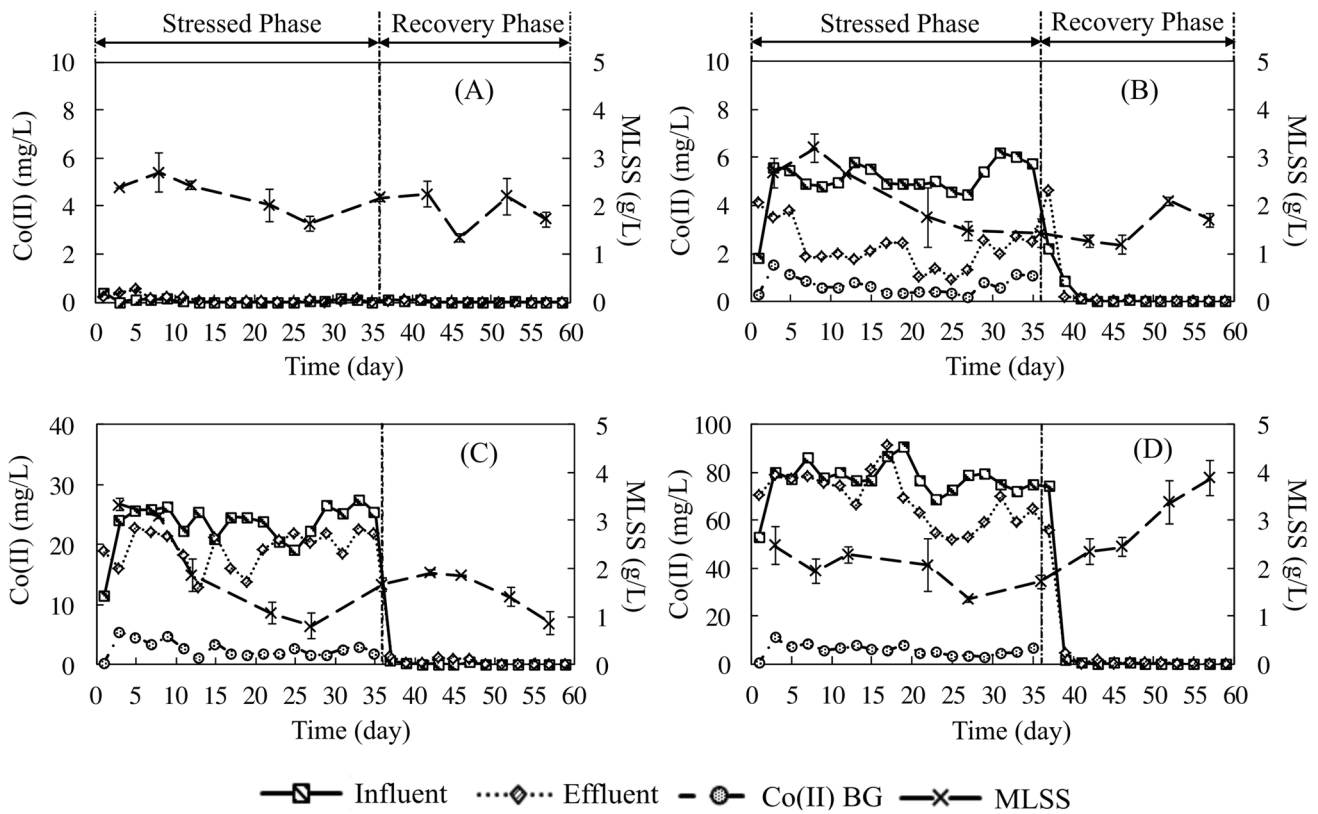 Stressed Phase Recovery Phase
Stressed Phase Recovery Phase
(A)
Co(II) (mg/L)
10
8
6
4
2
0
MLSS (g/L)
5
4
3
2
1
0
0 5 10 15 20 25 30 35 40 45 50 55 60
Time (day)
(B)
Co(II) (mg/L)
10
8
6
4
2
0
MLSS (g/L)
5
4
3
2
1
0
0 5 10 15 20 25 30 35 40 45 50 55 60
Time (day)
(C)
Co(II) (mg/L)
40
30
20
10
0
MLSS (g/L)
5
4
3
2
1
0
0 5 10 15 20 25 30 35 40 45 50 55 60
Time (day)
(D)
Co(II) (mg/L)
100
80
60
40
20
0
MLSS (g/L)
5
4
3
2
1
0
0 5 10 15 20 25 30 35 40 45 50 55 60
Time (day)
Influent Effluent Co(II) BG MLSS